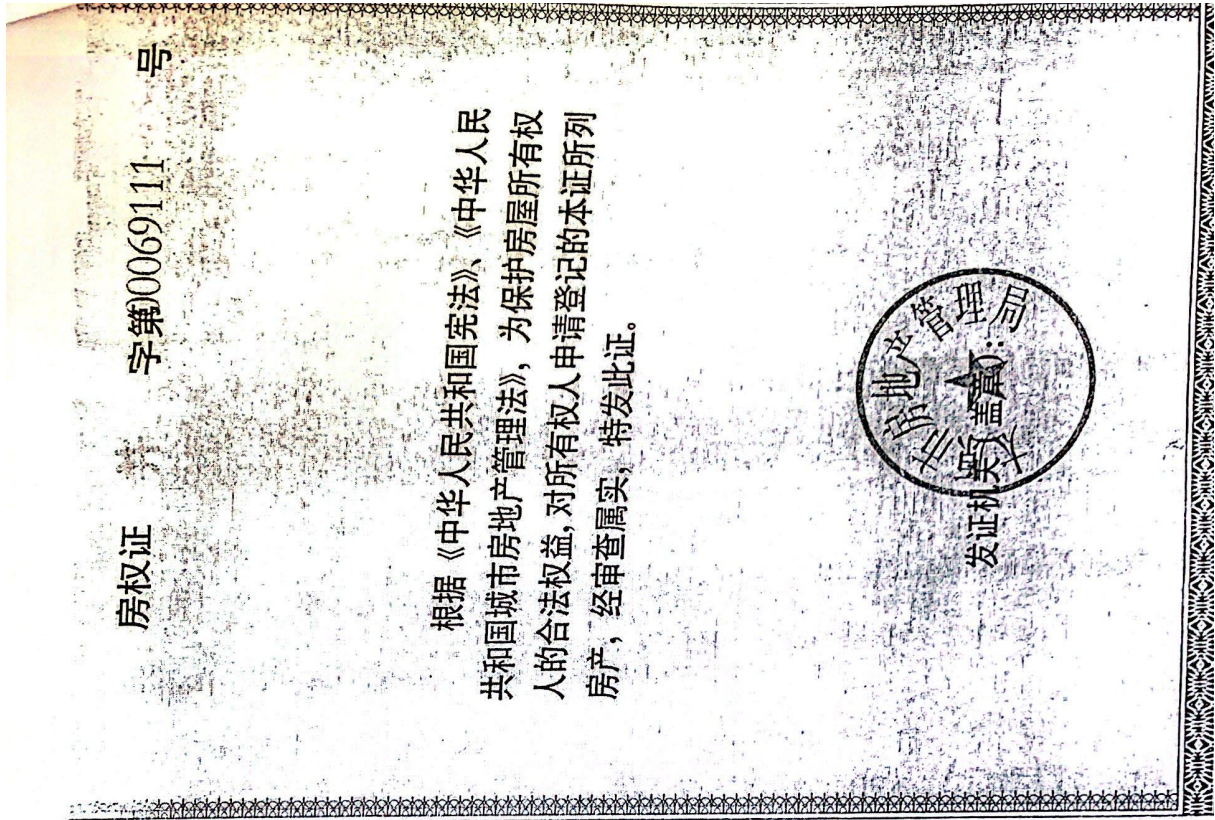 房权证 字第00069111 号
根据《中华人民共和国宪法》、《中华人民
共和国城市房地产管理法》，为保护房屋所有权
人的合法权益,对所有权人申请登记的本证所列
房产，经审查属实，特发此证。
市房地产管理局
发证机关(盖章):